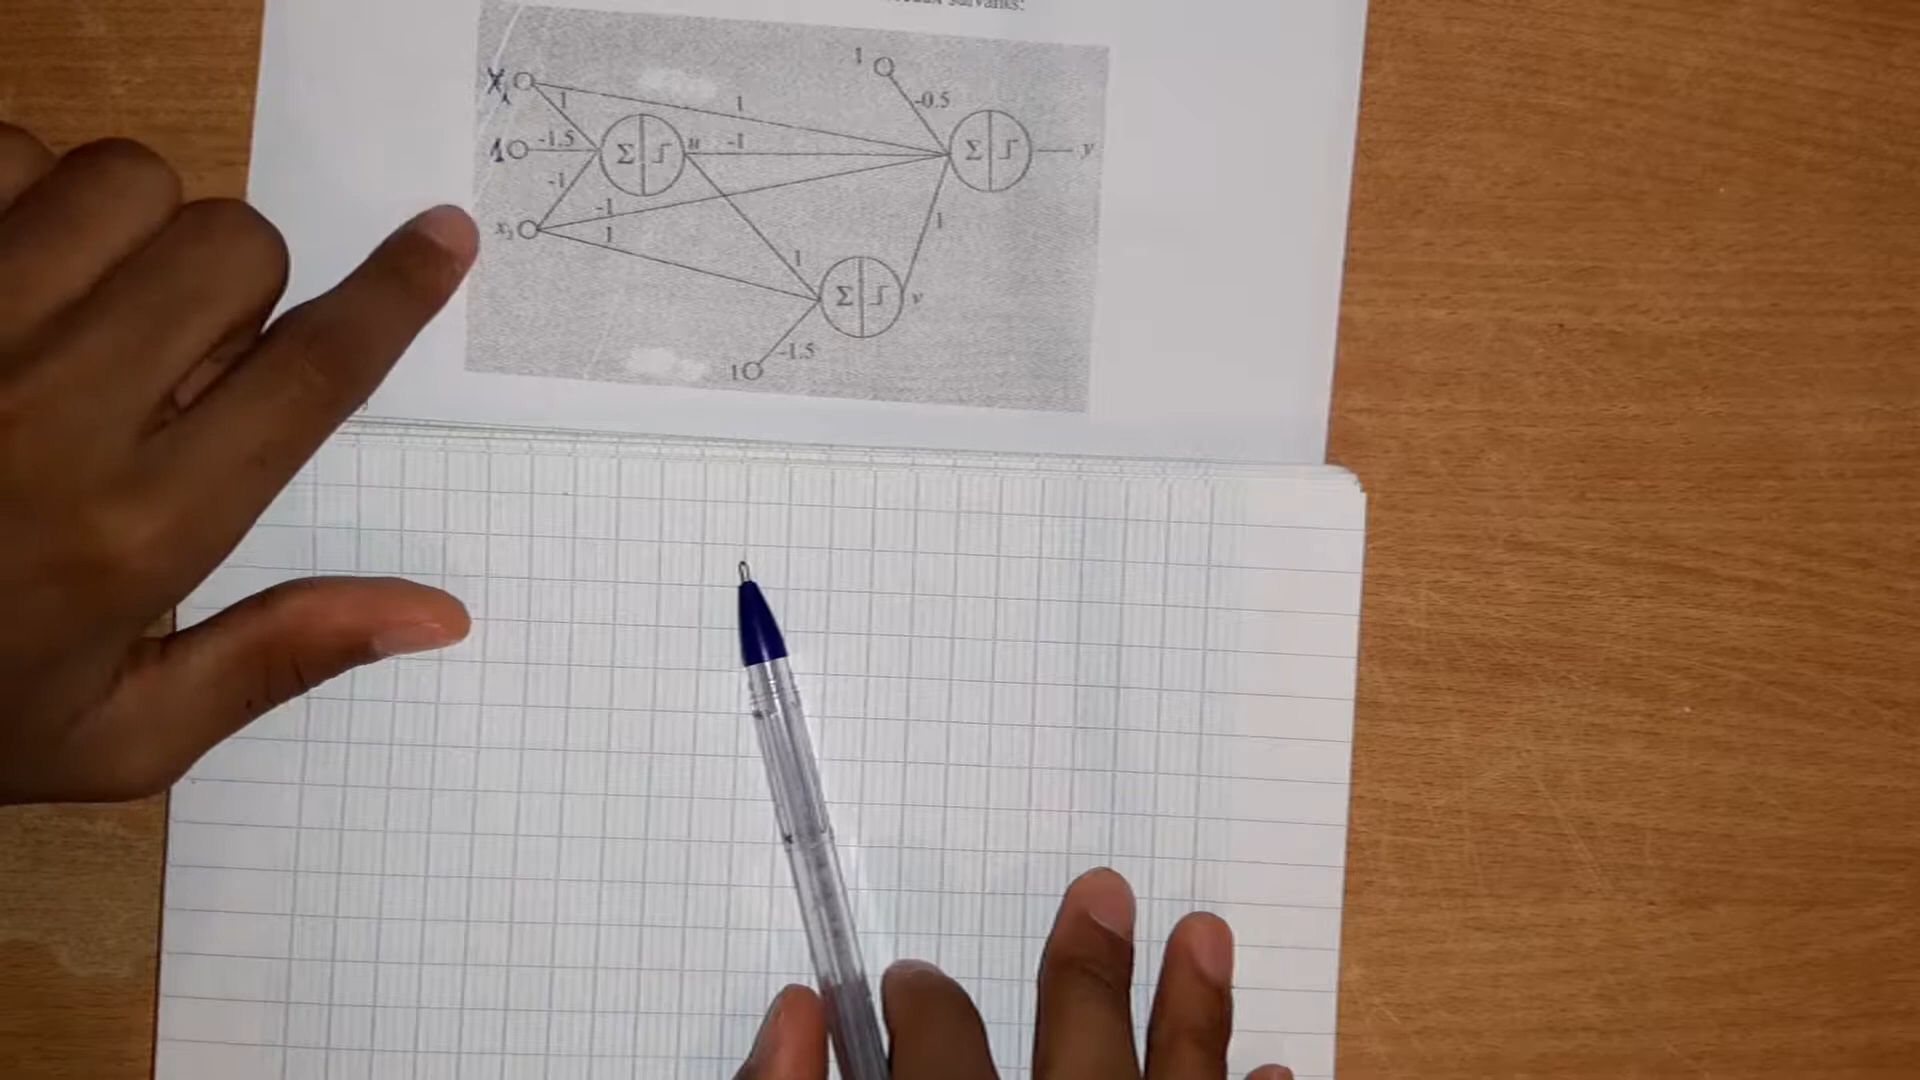 suivants:
1
X₁ 1 1 -0.5
1 -1.5 Σ u -1 Σ y
-1
-1
x₂ 1 1
1
Σ v
-1.5
1